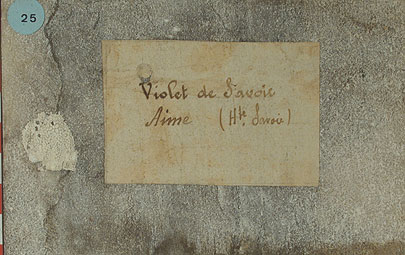 25
Violet de Savoie
Aime (Hte Savoie)